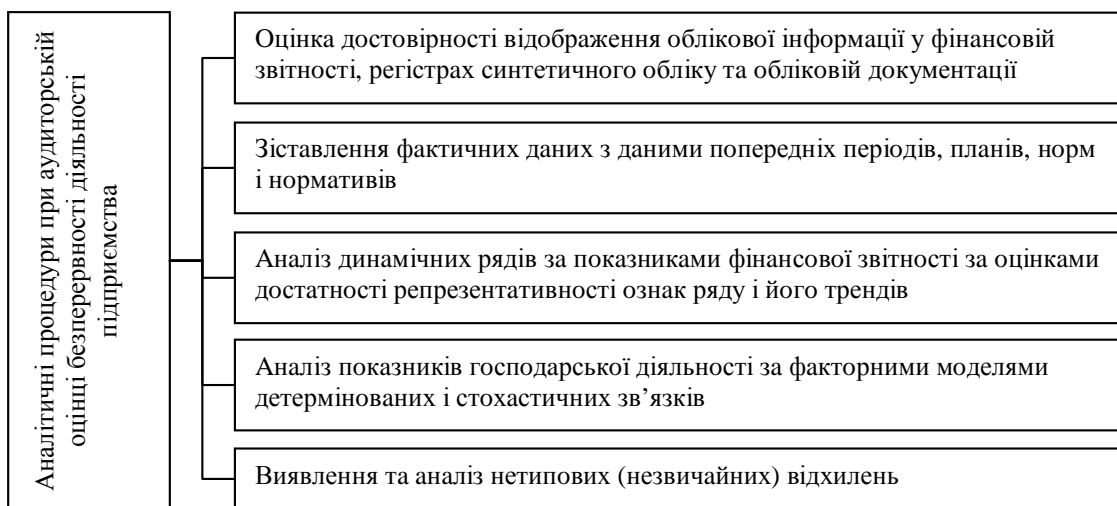 Аналітичні процедури при аудиторській
оцінці безперервності діяльності
підприємства
Оцінка достовірності відображення облікової інформації у фінансовій
звітності, регістрах синтетичного обліку та обліковій документації
Зіставлення фактичних даних з даними попередніх періодів, планів, норм
і нормативів
Аналіз динамічних рядів за показниками фінансової звітності за оцінками
достатності репрезентативності ознак ряду і його трендів
Аналіз показників господарської діяльності за факторними моделями
детермінованих і стохастичних зв’язків
Виявлення та аналіз нетипових (незвичайних) відхилень